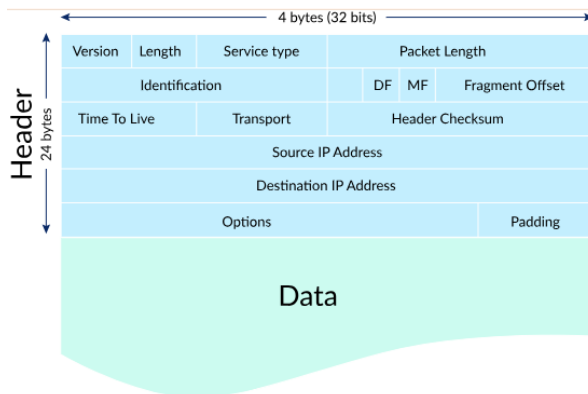 4 bytes (32 bits)
Version Length Service type Packet Length
Identification DF MF Fragment Offset
Time To Live Transport Header Checksum
Source IP Address
Destination IP Address
Options Padding
Header
24 bytes
Data